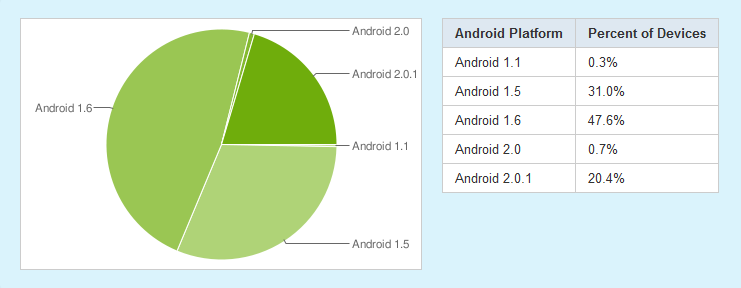 Android 2.0
Android 2.0.1
Android 1.6
Android 1.1
Android 1.5
Android Platform Percent of Devices
Android 1.1 0.3%
Android 1.5 31.0%
Android 1.6 47.6%
Android 2.0 0.7%
Android 2.0.1 20.4%